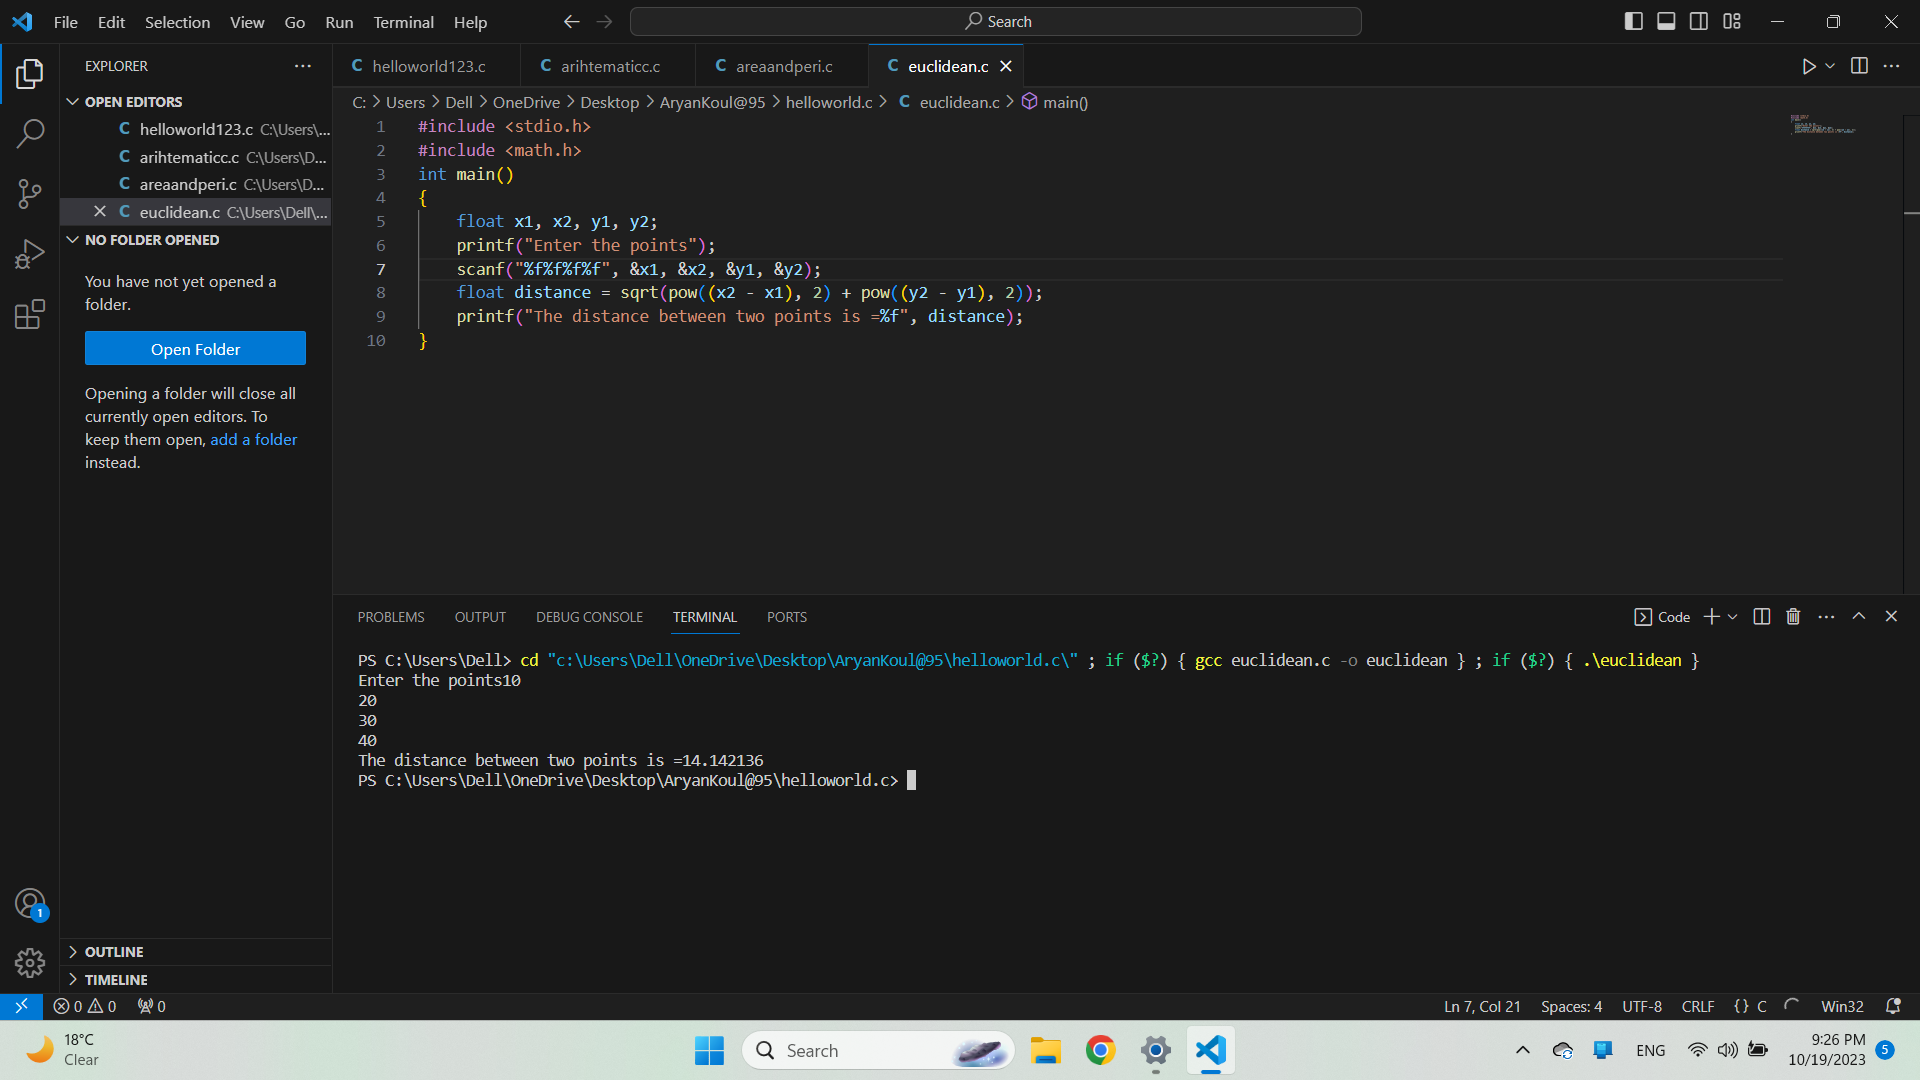 File Edit Selection View Go Run Terminal Help
Search
EXPLORER
OPEN EDITORS
helloworld123.c C:\Users\...
arihtematicc.c C:\Users\D...
areaandperi.c C:\Users\D...
euclidean.c C:\Users\Dell\...
NO FOLDER OPENED
You have not yet opened a
folder.
Open Folder
Opening a folder will close all
currently open editors. To
keep them open, add a folder
instead.
OUTLINE
TIMELINE
C helloworld123.c C arihtematicc.c C areaandperi.c C euclidean.c
C: > Users > Dell > OneDrive > Desktop > AryanKoul@95 > helloworld.c > C euclidean.c > main()
1 #include <stdio.h>
2 #include <math.h>
3 int main()
4 {
5 float x1, x2, y1, y2;
6 printf("Enter the points");
7 scanf("%f%f%f%f", &x1, &x2, &y1, &y2);
8 float distance = sqrt(pow((x2 - x1), 2) + pow((y2 - y1), 2));
9 printf("The distance between two points is =%f", distance);
10 }
PROBLEMS OUTPUT DEBUG CONSOLE TERMINAL PORTS
Code
PS C:\Users\Dell> cd "c:\Users\Dell\OneDrive\Desktop\AryanKoul@95\helloworld.c\" ; if ($?) { gcc euclidean.c -o euclidean } ; if ($?) { .\euclidean }
Enter the points10
20
30
40
The distance between two points is =14.142136
PS C:\Users\Dell\OneDrive\Desktop\AryanKoul@95\helloworld.c>
1
0 0 0
Ln 7, Col 21 Spaces: 4 UTF-8 CRLF {} C Win32
18°C
Clear
Search
ENG
9:26 PM
10/19/2023
5